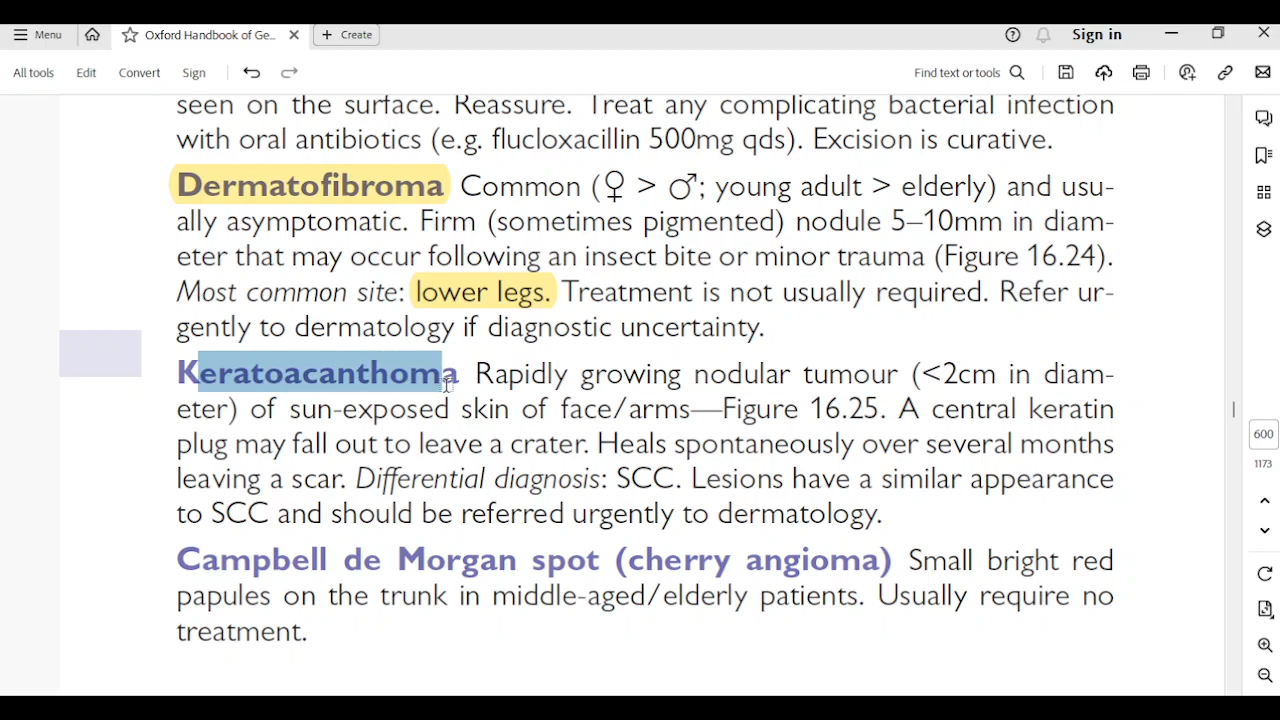 Menu
Oxford Handbook of Ge...
Create
Sign in
All tools Edit Convert Sign
Find text or tools
seen on the surface. Reassure. Treat any complicating bacterial infection
with oral antibiotics (e.g. flucloxacillin 500mg qds). Excision is curative.
Dermatofibroma Common (♀ > ♂; young adult > elderly) and usu-
ally asymptomatic. Firm (sometimes pigmented) nodule 5–10mm in diam-
eter that may occur following an insect bite or minor trauma (Figure 16.24).
Most common site: lower legs. Treatment is not usually required. Refer ur-
gently to dermatology if diagnostic uncertainty.
Keratoacanthoma Rapidly growing nodular tumour (<2cm in diam-
eter) of sun-exposed skin of face/arms—Figure 16.25. A central keratin
plug may fall out to leave a crater. Heals spontaneously over several months
leaving a scar. Differential diagnosis: SCC. Lesions have a similar appearance
to SCC and should be referred urgently to dermatology.
Campbell de Morgan spot (cherry angioma) Small bright red
papules on the trunk in middle-aged/elderly patients. Usually require no
treatment.
600
1173